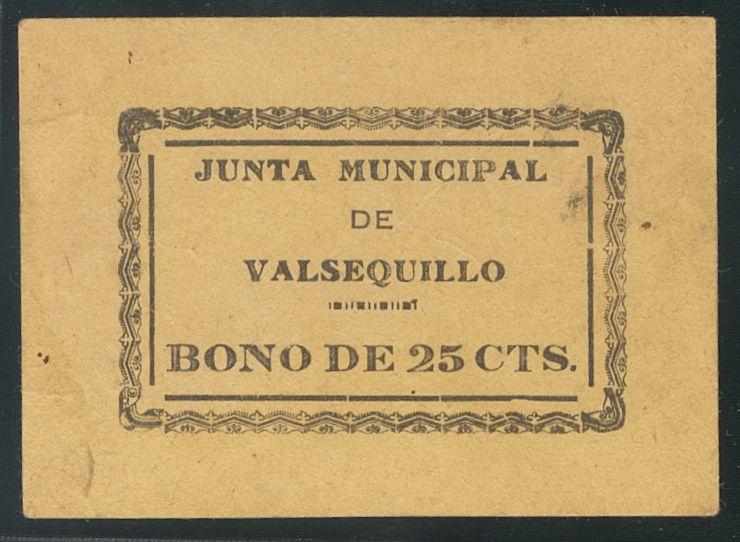 JUNTA MUNICIPAL
DE
VALSEQUILLO
BONO DE 25 CTS.